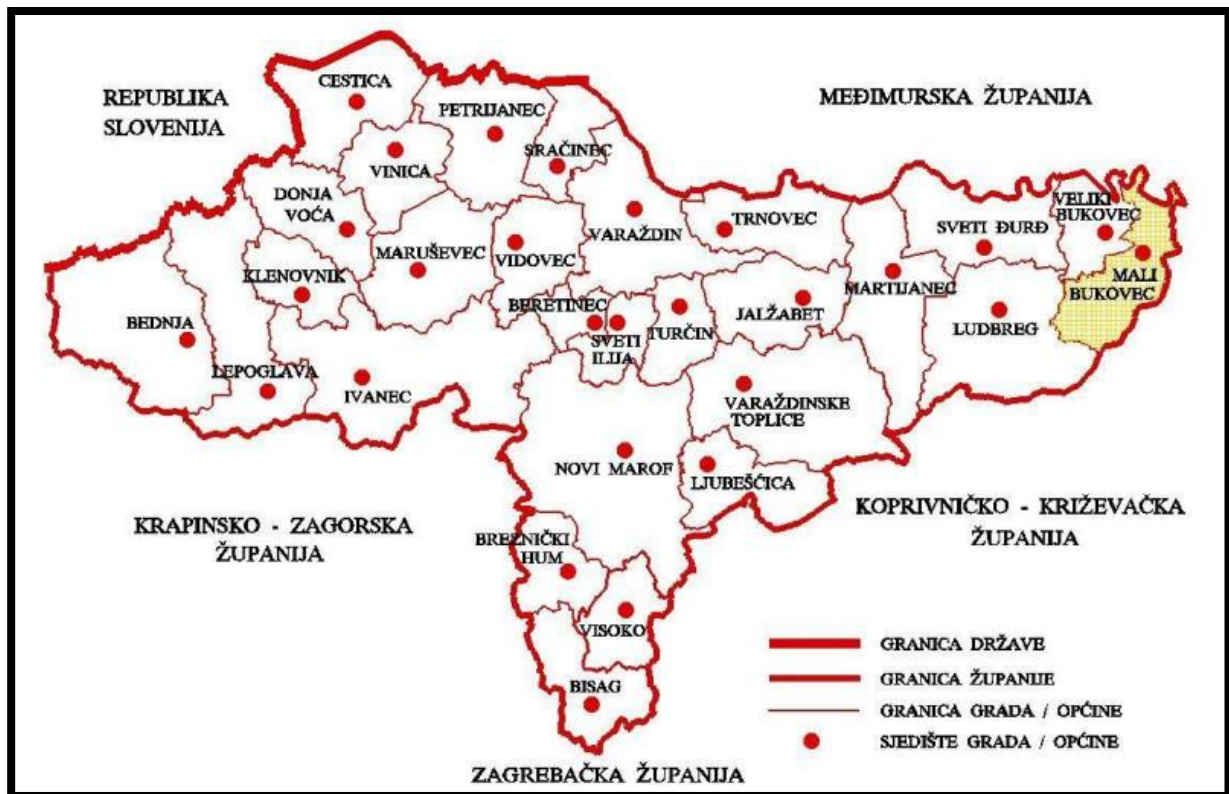 REPUBLIKA
SLOVENIJA
CESTICA
PETRIJANEC
MEĐIMURSKA ŽUPANIJA
SRAČINEC
VINICA
DONJA
VOĆA
VELIKI
BUKOVEC
TRNOVEC
SVETI ĐURĐ
VARAŽDIN
MARUŠEVEC
VIDOVEC
KLENOVNIK
MALI
BUKOVEC
MARTIJANEC
BERETINEC
JALŽABET
BEDNJA
SVETI
ILIJA
TURČIN
LUDBREG
LEPOGLAVA
IVANEC
VARAŽDINSKE
TOPLICE
NOVI MAROF
LJUBEŠĆICA
KRAPINSKO - ZAGORSKA
ŽUPANIJA
KOPRIVNIČKO - KRIŽEVAČKA
ŽUPANIJA
BREZNIČKI
HUM
VISOKO
BISAG
GRANICA DRŽAVE
GRANICA ŽUPANIJE
GRANICA GRADA / OPĆINE
SJEDIŠTE GRADA / OPĆINE
ZAGREBAČKA ŽUPANIJA